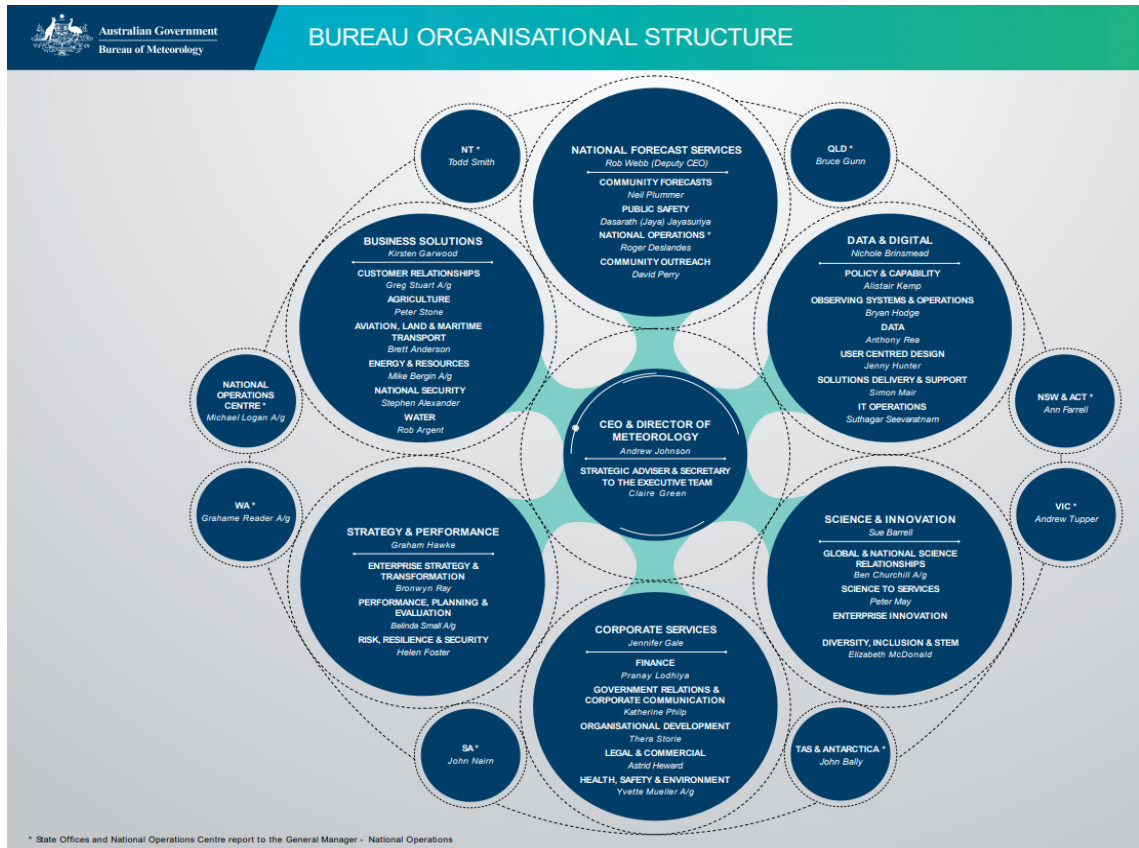 Australian Government
Bureau of Meteorology
BUREAU ORGANISATIONAL STRUCTURE
NT *
Todd Smith
NATIONAL FORECAST SERVICES
Rob Webb (Deputy CEO)
COMMUNITY FORECASTS
Neil Plummer
PUBLIC SAFETY
Dasarath (Jaya) Jayasuriya
NATIONAL OPERATIONS *
Roger Deslandes
COMMUNITY OUTREACH
David Perry
QLD *
Bruce Gunn
BUSINESS SOLUTIONS
Kirsten Garwood
CUSTOMER RELATIONSHIPS
Greg Stuart A/g
AGRICULTURE
Peter Stone
AVIATION, LAND & MARITIME
TRANSPORT
Brett Anderson
ENERGY & RESOURCES
Mike Bergin A/g
NATIONAL SECURITY
Stephen Alexander
WATER
Rob Argent
DATA & DIGITAL
Nichole Brinsmead
POLICY & CAPABILITY
Alistair Kemp
OBSERVING SYSTEMS & OPERATIONS
Bryan Hodge
DATA
Anthony Rea
USER CENTRED DESIGN
Jenny Hunter
SOLUTIONS DELIVERY & SUPPORT
Simon Mair
IT OPERATIONS
Suthagar Seevaratnam
NATIONAL
OPERATIONS
CENTRE *
Michael Logan A/g
CEO & DIRECTOR OF
METEOROLOGY
Andrew Johnson
STRATEGIC ADVISER & SECRETARY
TO THE EXECUTIVE TEAM
Claire Green
NSW & ACT *
Ann Farrell
WA *
Grahame Reader A/g
STRATEGY & PERFORMANCE
Graham Hawke
ENTERPRISE STRATEGY &
TRANSFORMATION
Bronwyn Ray
PERFORMANCE, PLANNING &
EVALUATION
Belinda Small A/g
RISK, RESILIENCE & SECURITY
Helen Foster
SCIENCE & INNOVATION
Sue Barrell
GLOBAL & NATIONAL SCIENCE
RELATIONSHIPS
Ben Churchill A/g
SCIENCE TO SERVICES
Peter May
ENTERPRISE INNOVATION
DIVERSITY, INCLUSION & STEM
Elizabeth McDonald
VIC *
Andrew Tupper
CORPORATE SERVICES
Jennifer Gale
FINANCE
Pranay Lodhiya
GOVERNMENT RELATIONS &
CORPORATE COMMUNICATION
Katherine Philp
ORGANISATIONAL DEVELOPMENT
Thera Storie
LEGAL & COMMERCIAL
Astrid Heward
HEALTH, SAFETY & ENVIRONMENT
Yvette Mueller A/g
SA *
John Nairn
TAS & ANTARCTICA *
John Bally
* State Offices and National Operations Centre report to the General Manager - National Operations